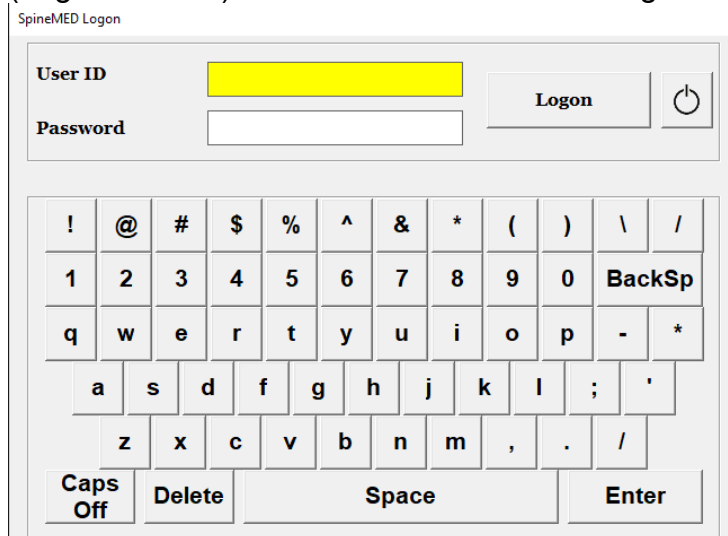 SpineMED Logon
User ID
Logon
Password
! @ # $ % ^ & * ( ) \ /
1 2 3 4 5 6 7 8 9 0 BackSp
q w e r t y u i o p - *
a s d f g h j k l ; '
z x c v b n m , . /
Caps Off Delete Space Enter